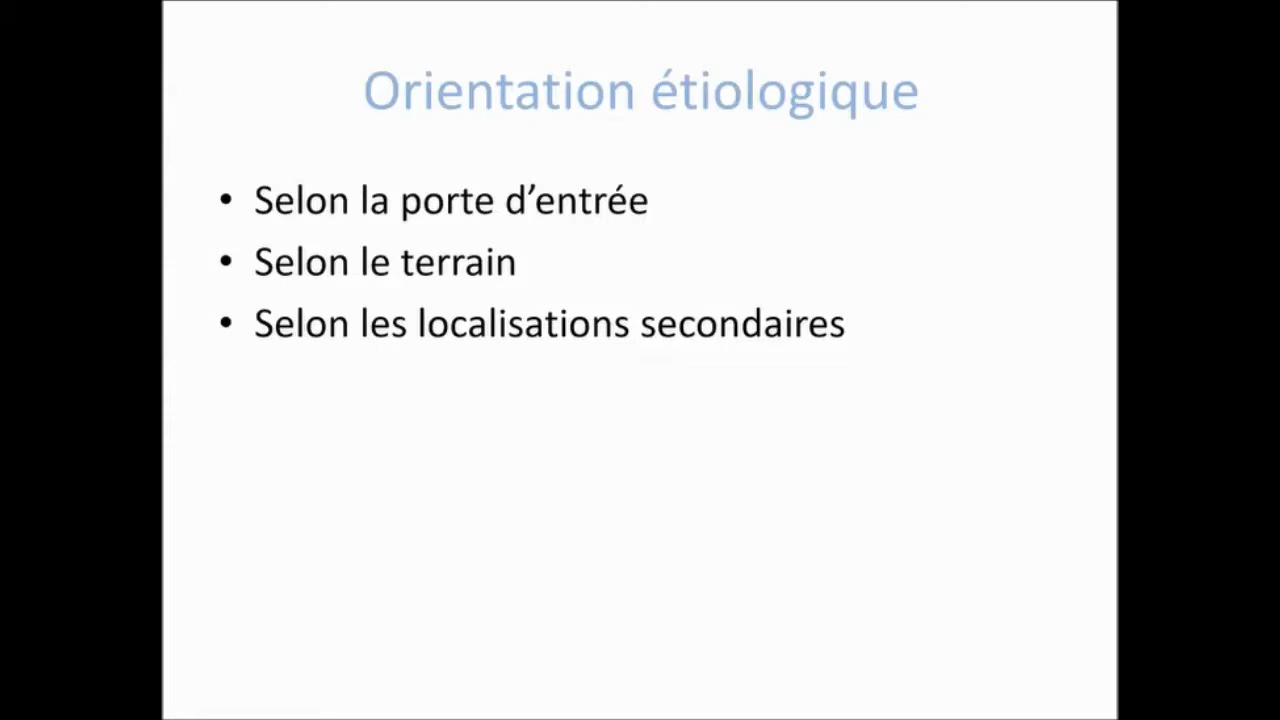 Orientation étiologique
• Selon la porte d’entrée
• Selon le terrain
• Selon les localisations secondaires